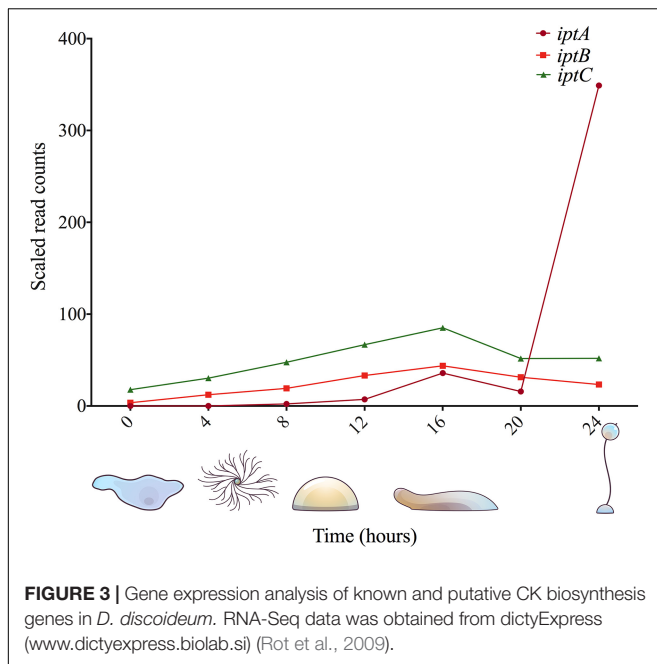 400
300
200
100
0
Scaled read counts
iptA
iptB
iptC
0 4 8 12 16 20 24
Time (hours)
FIGURE 3 | Gene expression analysis of known and putative CK biosynthesis
genes in D. discoideum. RNA-Seq data was obtained from dictyExpress
(www.dictyexpress.biolab.si) (Rot et al., 2009).